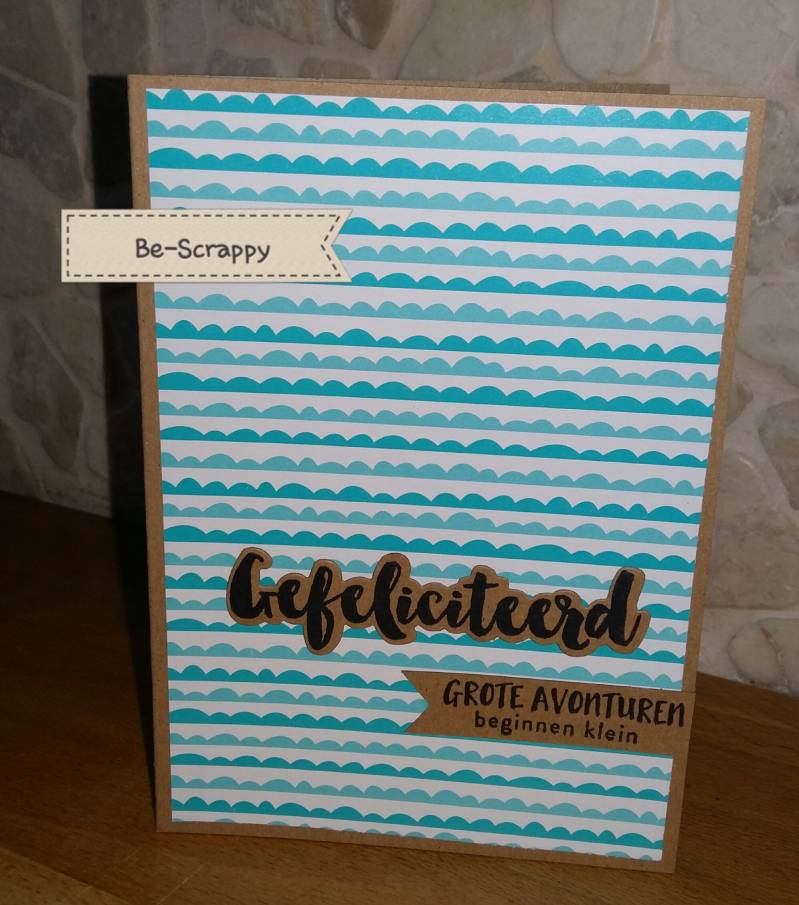 Be-Scrappy
Gefeliciteerd
GROTE AVONTUREN
beginnen klein